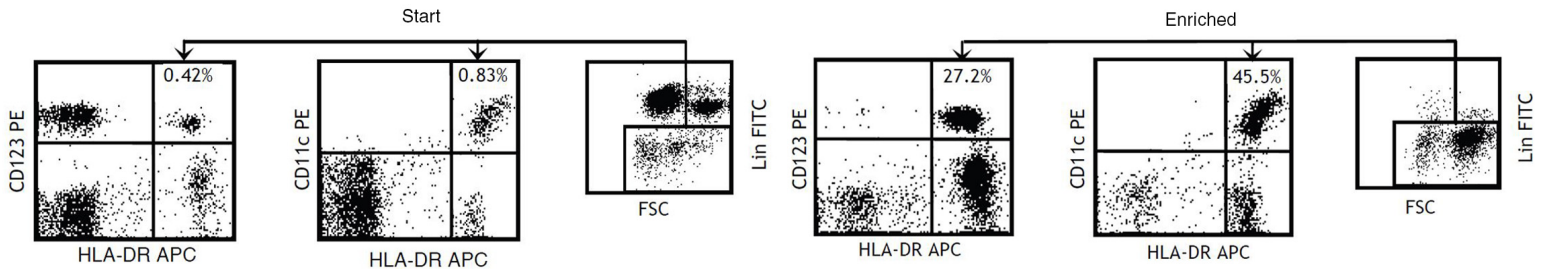 Start
Enriched
0.42%
0.83%
27.2%
45.5%
CD123 PE
CD11c PE
Lin FITC
CD123 PE
CD11c PE
Lin FITC
HLA-DR APC
HLA-DR APC
FSC
HLA-DR APC
HLA-DR APC
FSC